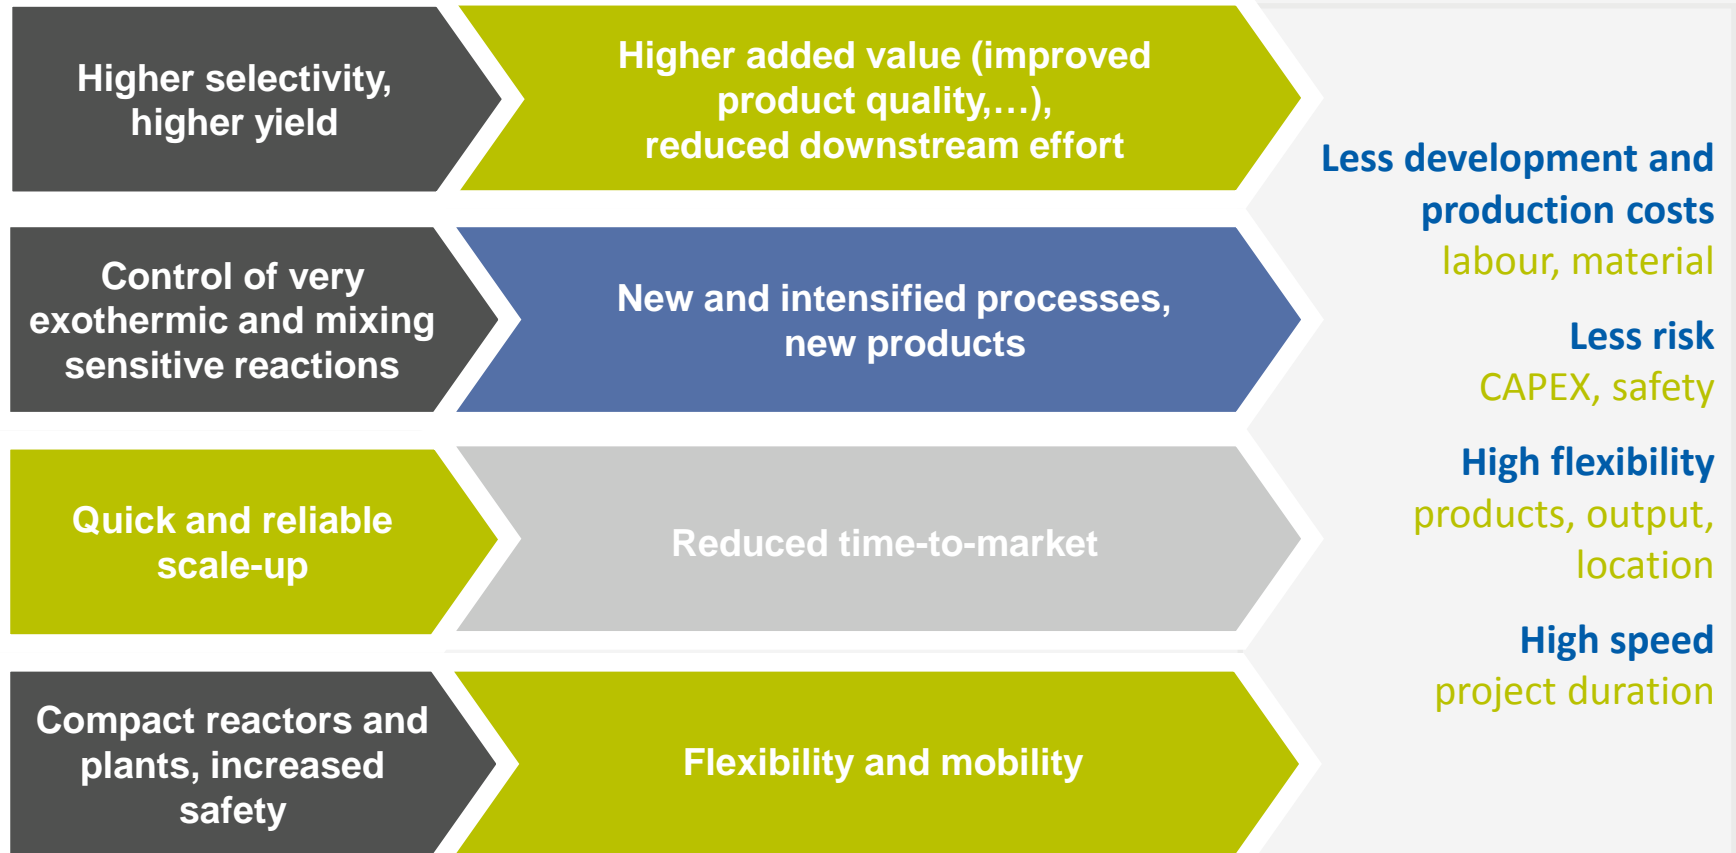 Higher selectivity,
higher yield
Higher added value (improved
product quality,…),
reduced downstream effort
Control of very
exothermic and mixing
sensitive reactions
New and intensified processes,
new products
Quick and reliable
scale-up
Reduced time-to-market
Compact reactors and
plants, increased
safety
Flexibility and mobility
Less development and
production costs
labour, material
Less risk
CAPEX, safety
High flexibility
products, output,
location
High speed
project duration